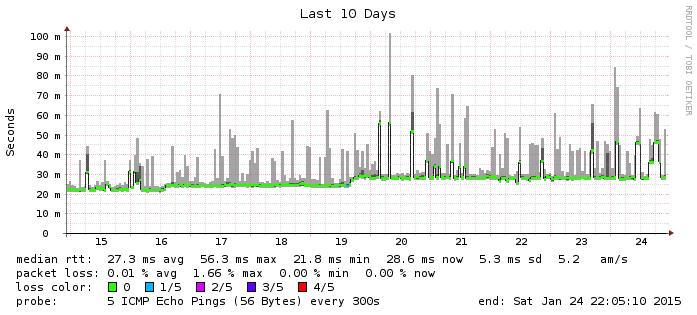 Last 10 Days
RRDTOOL / TOBI OETIKER
Seconds
100 m
90 m
80 m
70 m
60 m
50 m
40 m
30 m
20 m
10 m
0
15 16 17 18 19 20 21 22 23 24
median rtt: 27.3 ms avg 56.3 ms max 21.8 ms min 28.6 ms now 5.3 ms sd 5.2 am/s
packet loss: 0.01 % avg 1.66 % max 0.00 % min 0.00 % now
loss color: 0 1/5 2/5 3/5 4/5
probe: 5 ICMP Echo Pings (56 Bytes) every 300s end: Sat Jan 24 22:05:10 2015